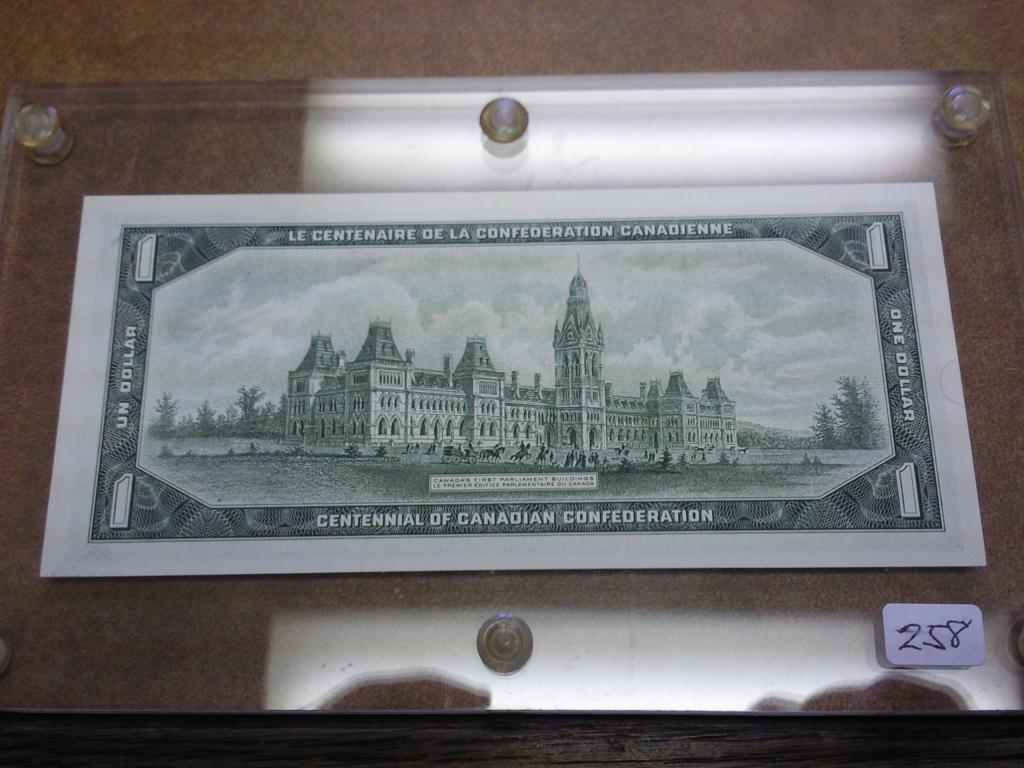 LE CENTENAIRE DE LA CONFÉDÉRATION CANADIENNE
1
1
UN DOLLAR
ONE DOLLAR
CANADA'S FIRST PARLIAMENT BUILDINGS
LE PREMIER ÉDIFICE PARLEMENTAIRE DU CANADA
1
1
CENTENNIAL OF CANADIAN CONFEDERATION
258